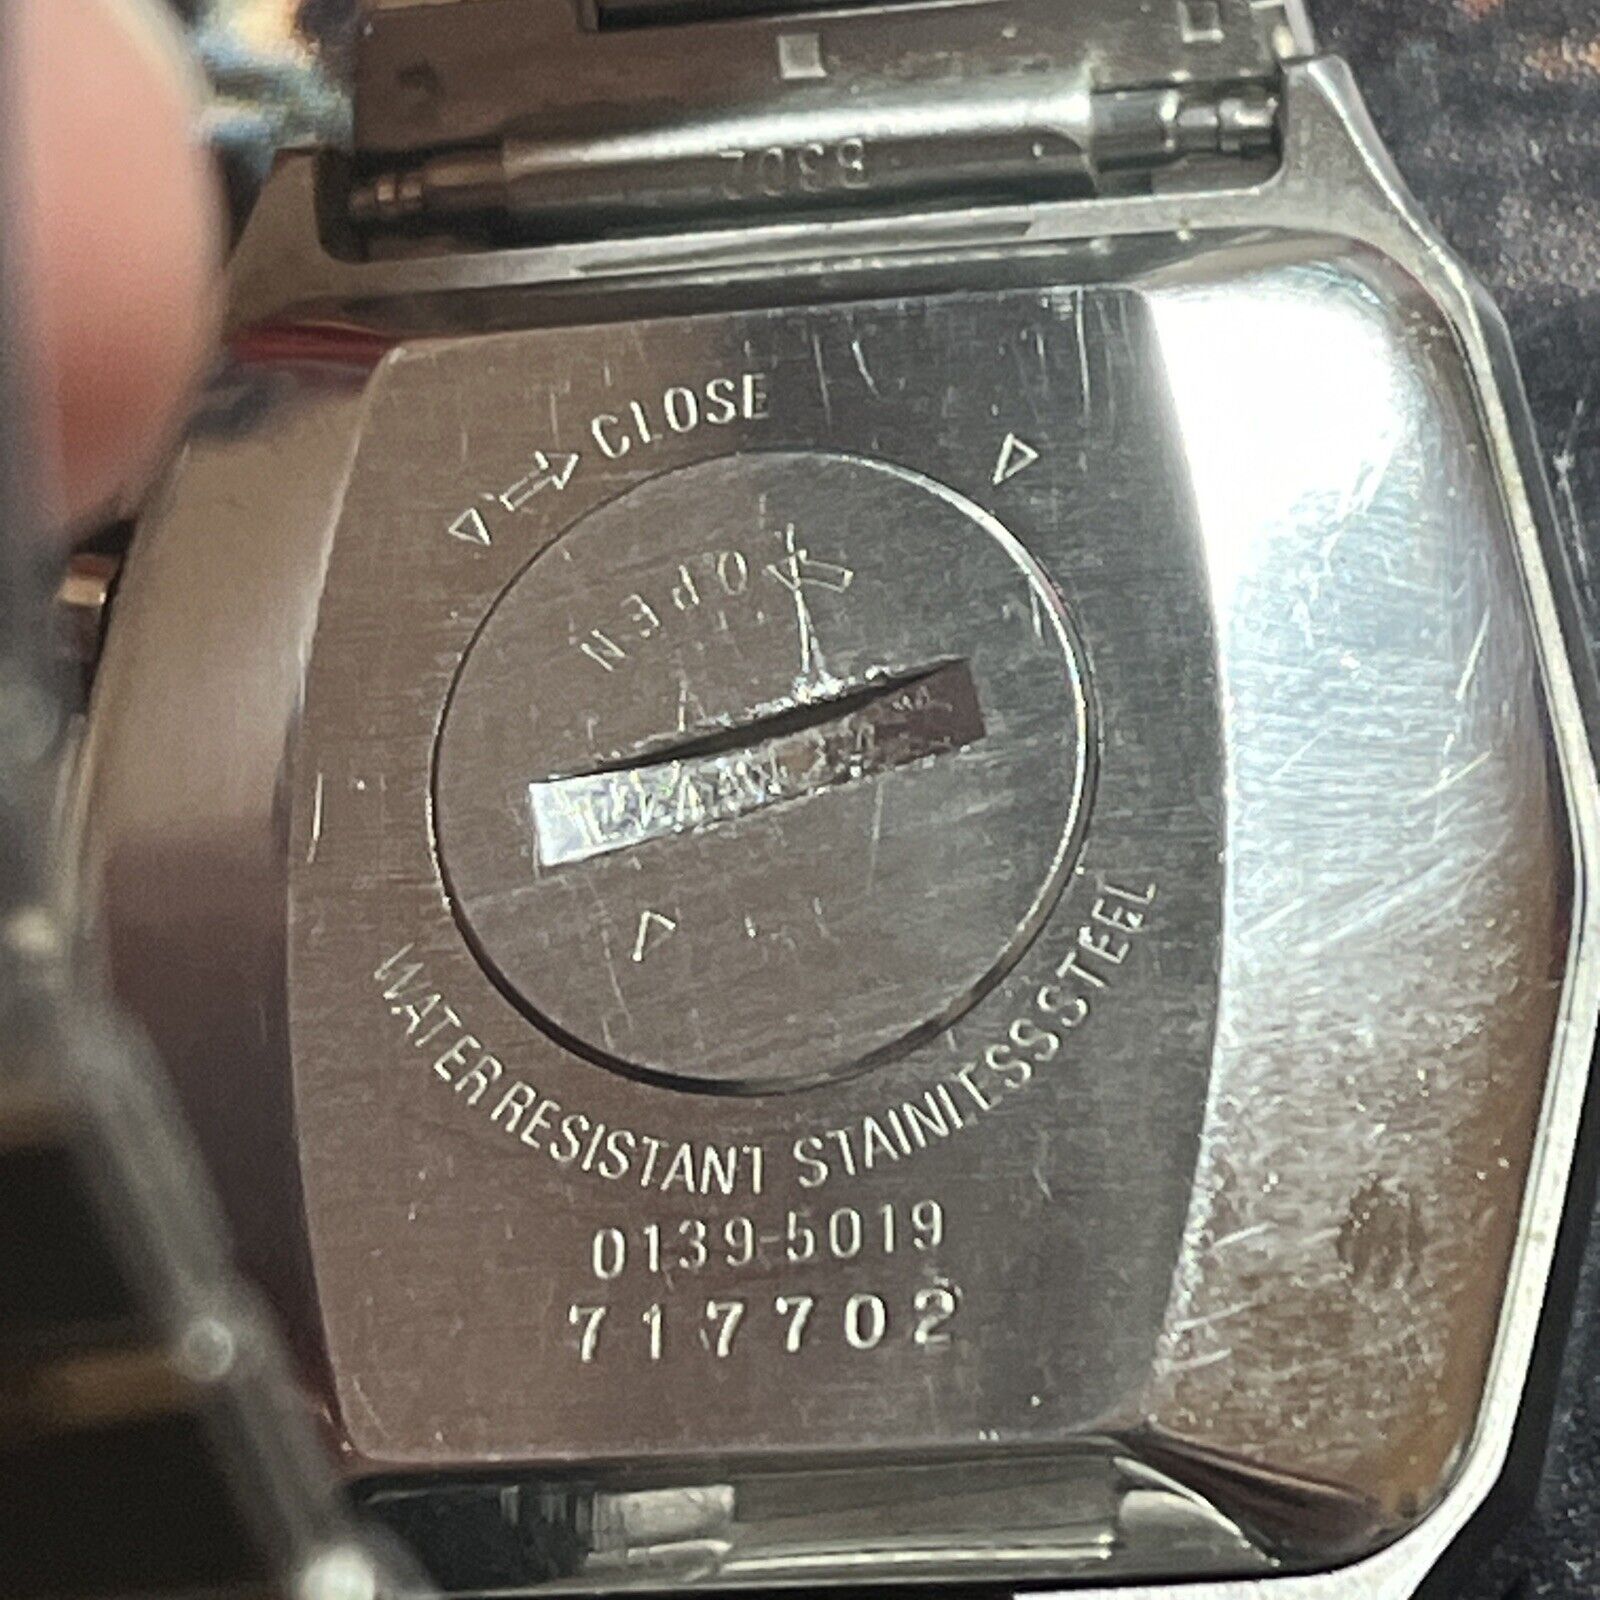 B302
CLOSE
OPEN
WATER RESISTANT STAINLESS STEEL
0139-5019
717702